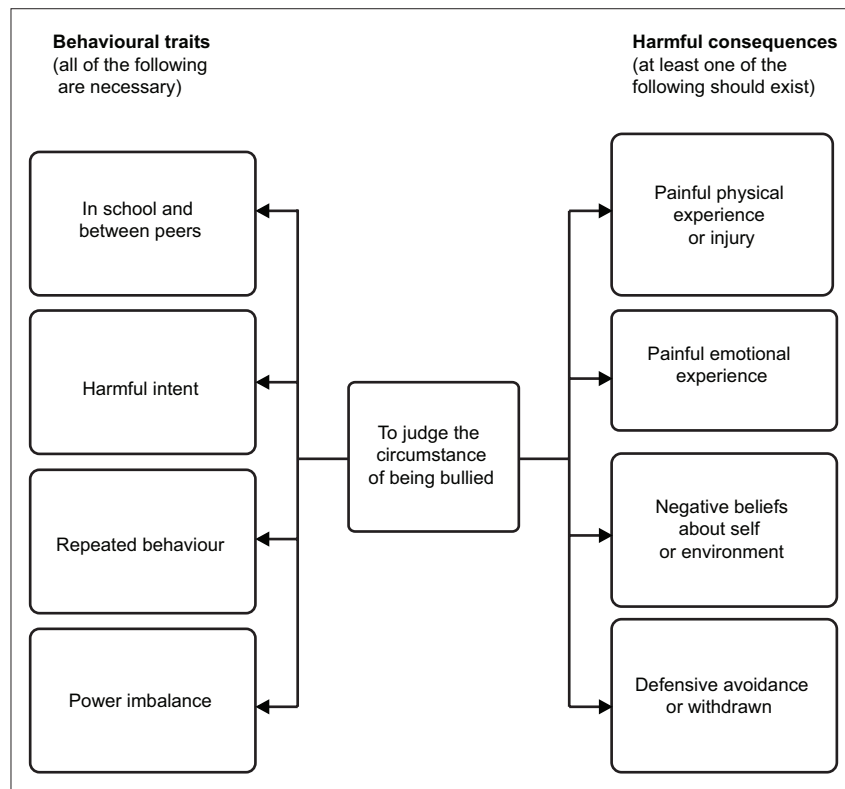 Behavioural traits
(all of the following
are necessary)
In school and
between peers
Harmful intent
Repeated behaviour
Power imbalance
To judge the
circumstance
of being bullied
Harmful consequences
(at least one of the
following should exist)
Painful physical
experience
or injury
Painful emotional
experience
Negative beliefs
about self
or environment
Defensive avoidance
or withdrawn